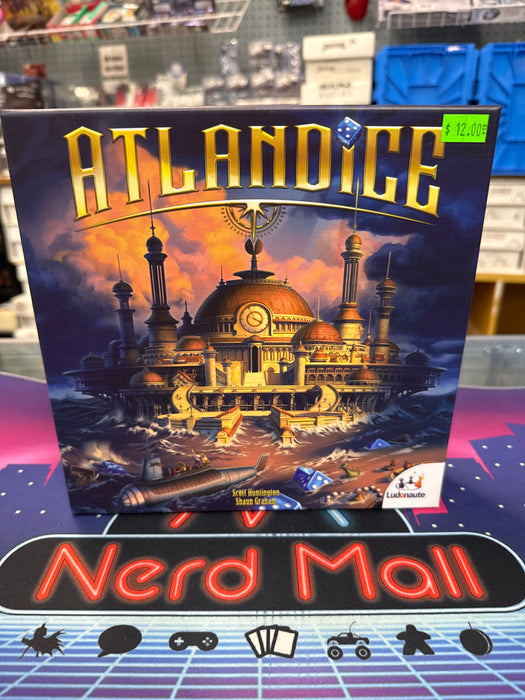 ATLANDICE
$ 12.00
Scott Huntington
Shaun Graham
Ludonaute
Nerd Mall